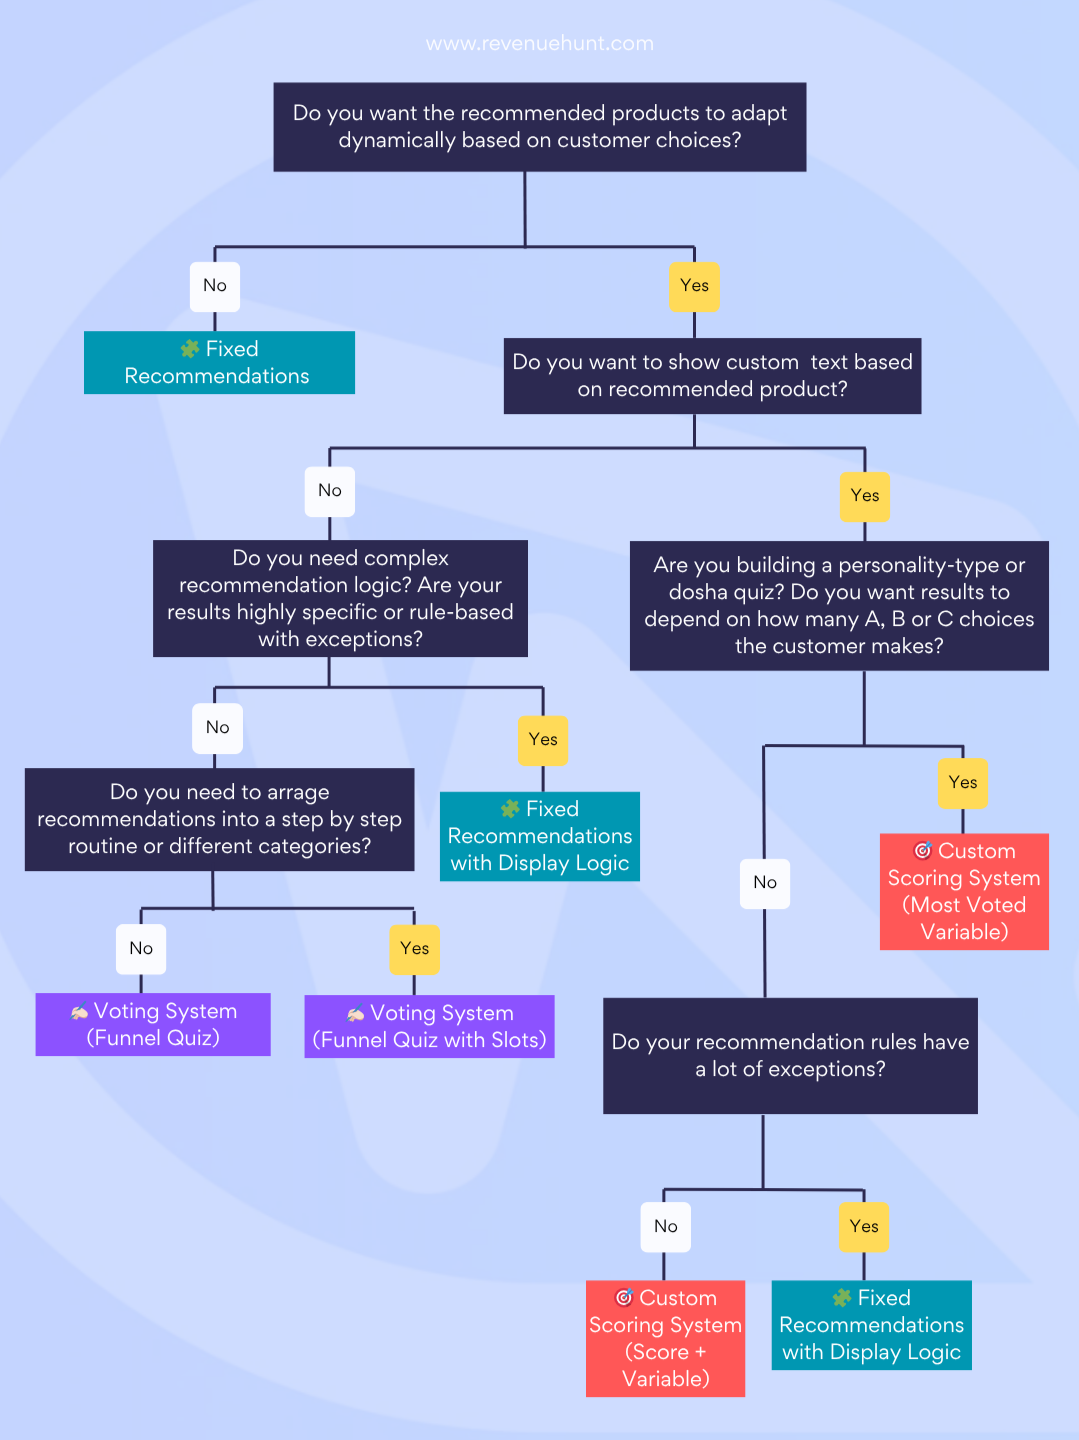 www.revenuehunt.com
Do you want the recommended products to adapt
dynamically based on customer choices?
No
Yes
🧩 Fixed
Recommendations
Do you want to show custom  text based
on recommended product?
No
Yes
Do you need complex
recommendation logic? Are your
results highly specific or rule-based
with exceptions?
Are you building a personality-type or
dosha quiz? Do you want results to
depend on how many A, B or C choices
the customer makes?
No
Yes
Yes
Do you need to arrage
recommendations into a step by step
routine or different categories?
🧩 Fixed
Recommendations
with Display Logic
🎯 Custom
Scoring System
(Most Voted
Variable)
No
No
Yes
Voting System
(Funnel Quiz)
Voting System
(Funnel Quiz with Slots)
Do your recommendation rules have
a lot of exceptions?
No
Yes
🎯 Custom
Scoring System
(Score +
Variable)
🧩 Fixed
Recommendations
with Display Logic